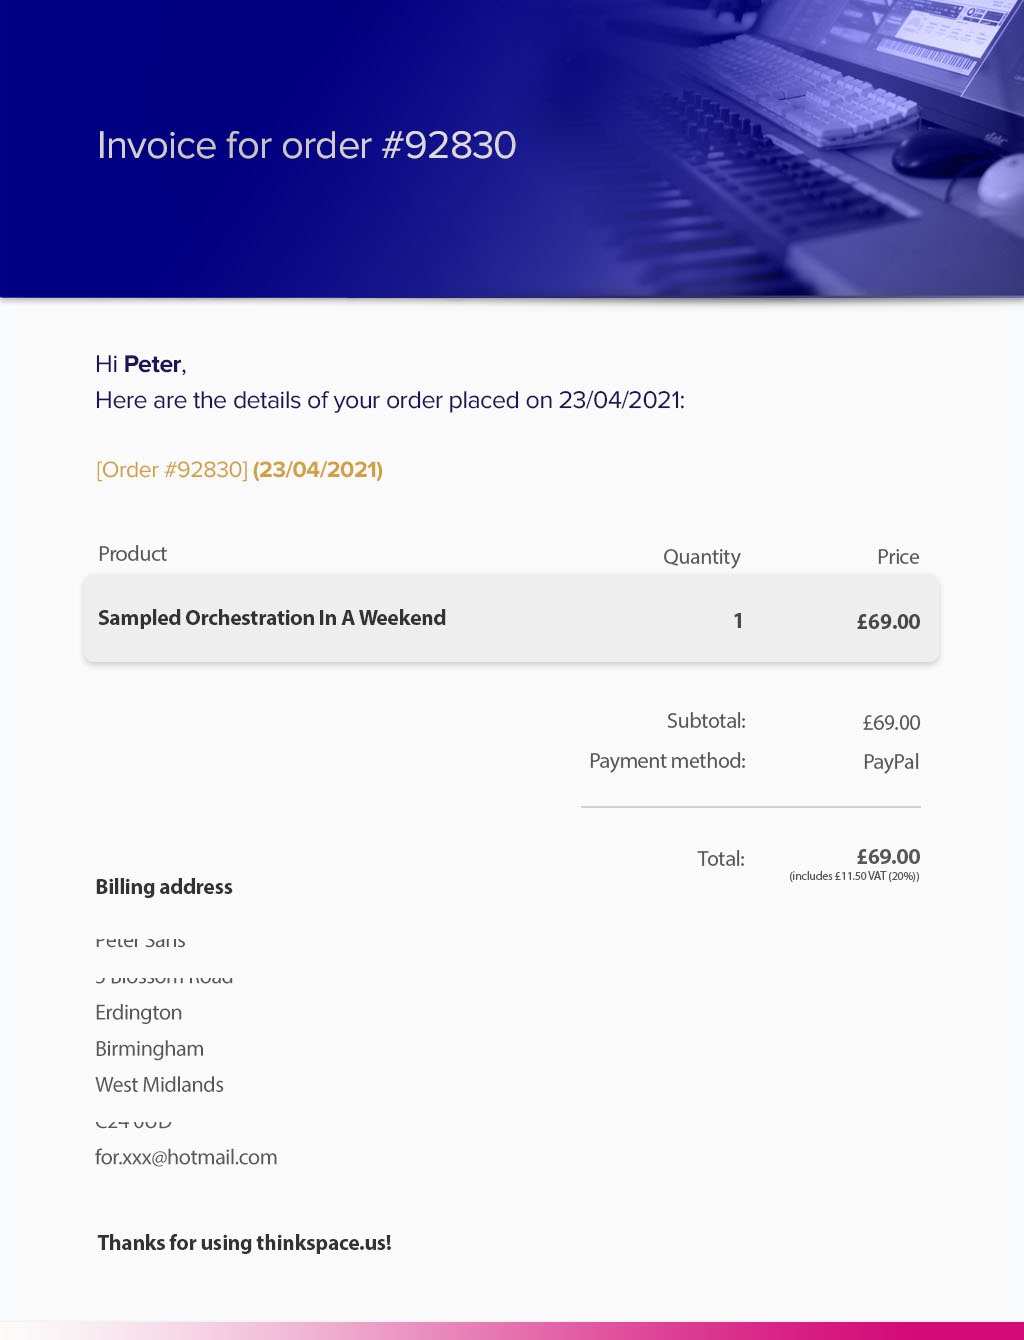 Invoice for order #92830
Hi Peter,
Here are the details of your order placed on 23/04/2021:
[Order #92830] (23/04/2021)
Product Quantity Price
Sampled Orchestration In A Weekend 1 £69.00
Subtotal: £69.00
Payment method: PayPal
Total: £69.00
(includes £11.50 VAT (20%))
Billing address
Peter
Blossom Road
Erdington
Birmingham
West Midlands
for.xxx@hotmail.com
Thanks for using thinkspace.us!